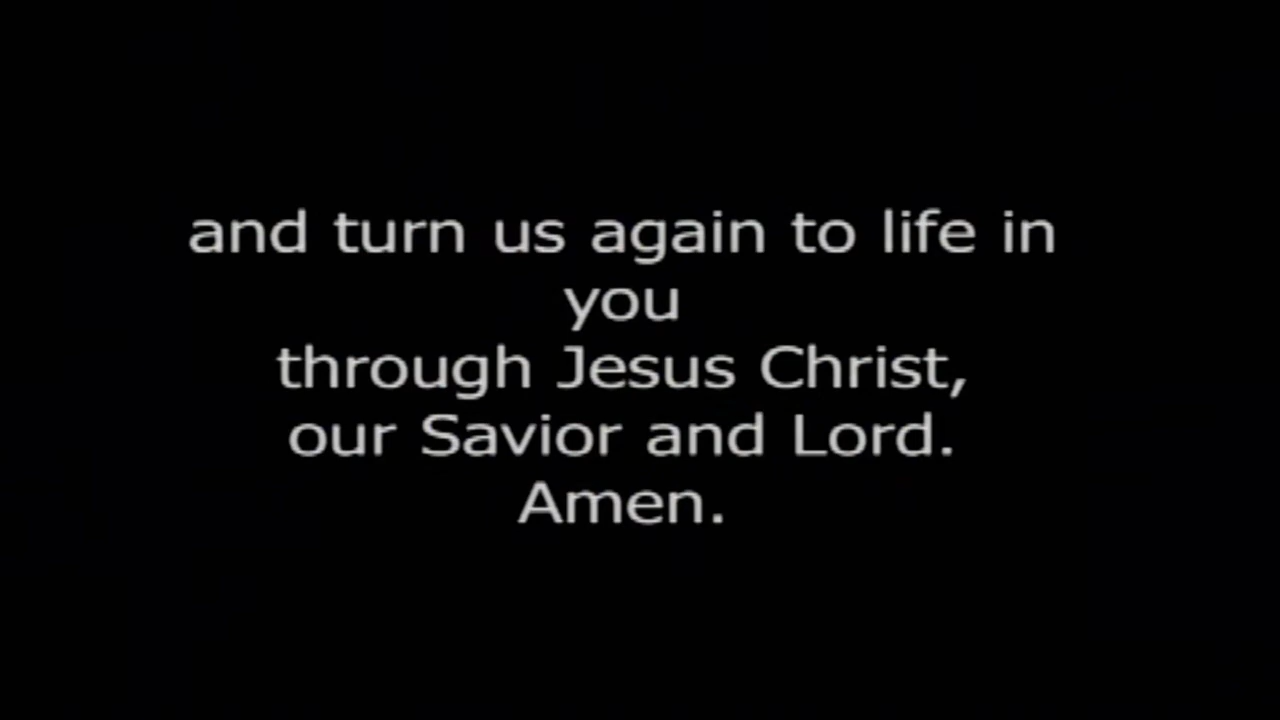 and turn us again to life in
you
through Jesus Christ,
our Savior and Lord.
Amen.